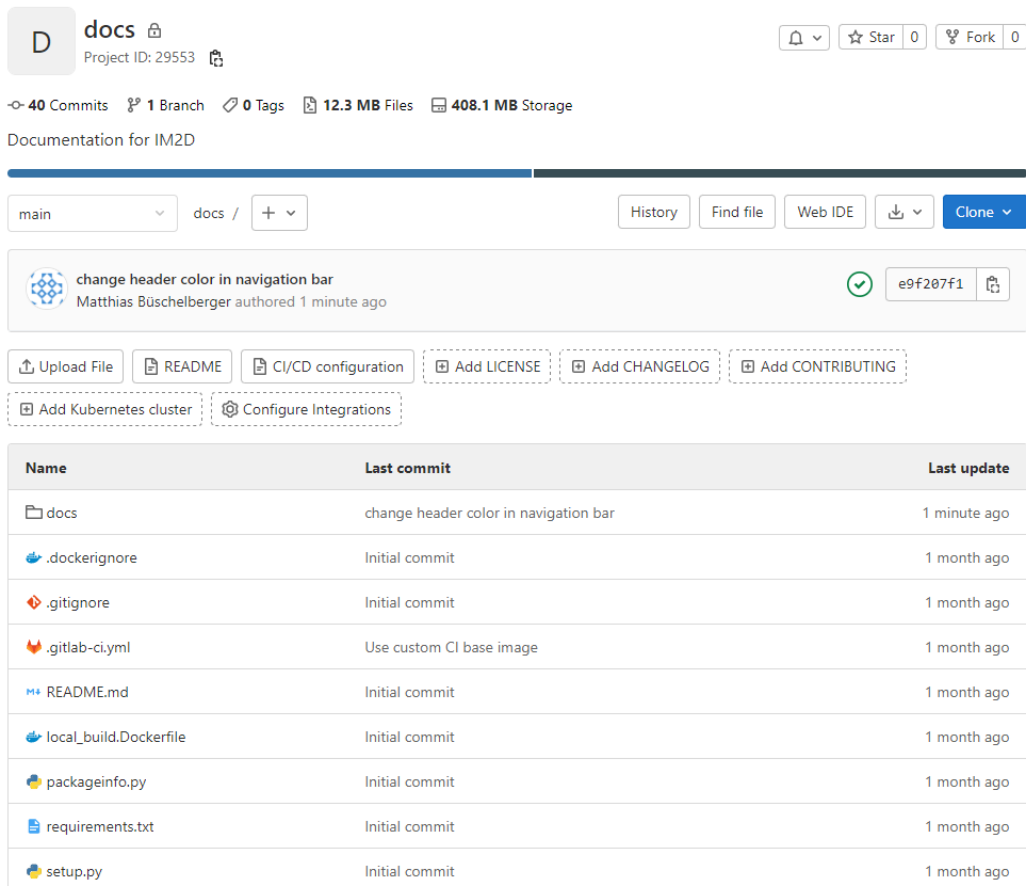 D
docs
Project ID: 29553
Star 0
Fork 0
40 Commits 1 Branch 0 Tags 12.3 MB Files 408.1 MB Storage
Documentation for IM2D
main docs / + History Find file Web IDE Clone
change header color in navigation bar
Matthias Büschelberger authored 1 minute ago
e9f207f1
Upload File README CI/CD configuration Add LICENSE Add CHANGELOG Add CONTRIBUTING
Add Kubernetes cluster Configure Integrations
Name Last commit Last update
docs change header color in navigation bar 1 minute ago
.dockerignore Initial commit 1 month ago
.gitignore Initial commit 1 month ago
.gitlab-ci.yml Use custom CI base image 1 month ago
M↓ README.md Initial commit 1 month ago
local_build.Dockerfile Initial commit 1 month ago
packageinfo.py Initial commit 1 month ago
requirements.txt Initial commit 1 month ago
setup.py Initial commit 1 month ago